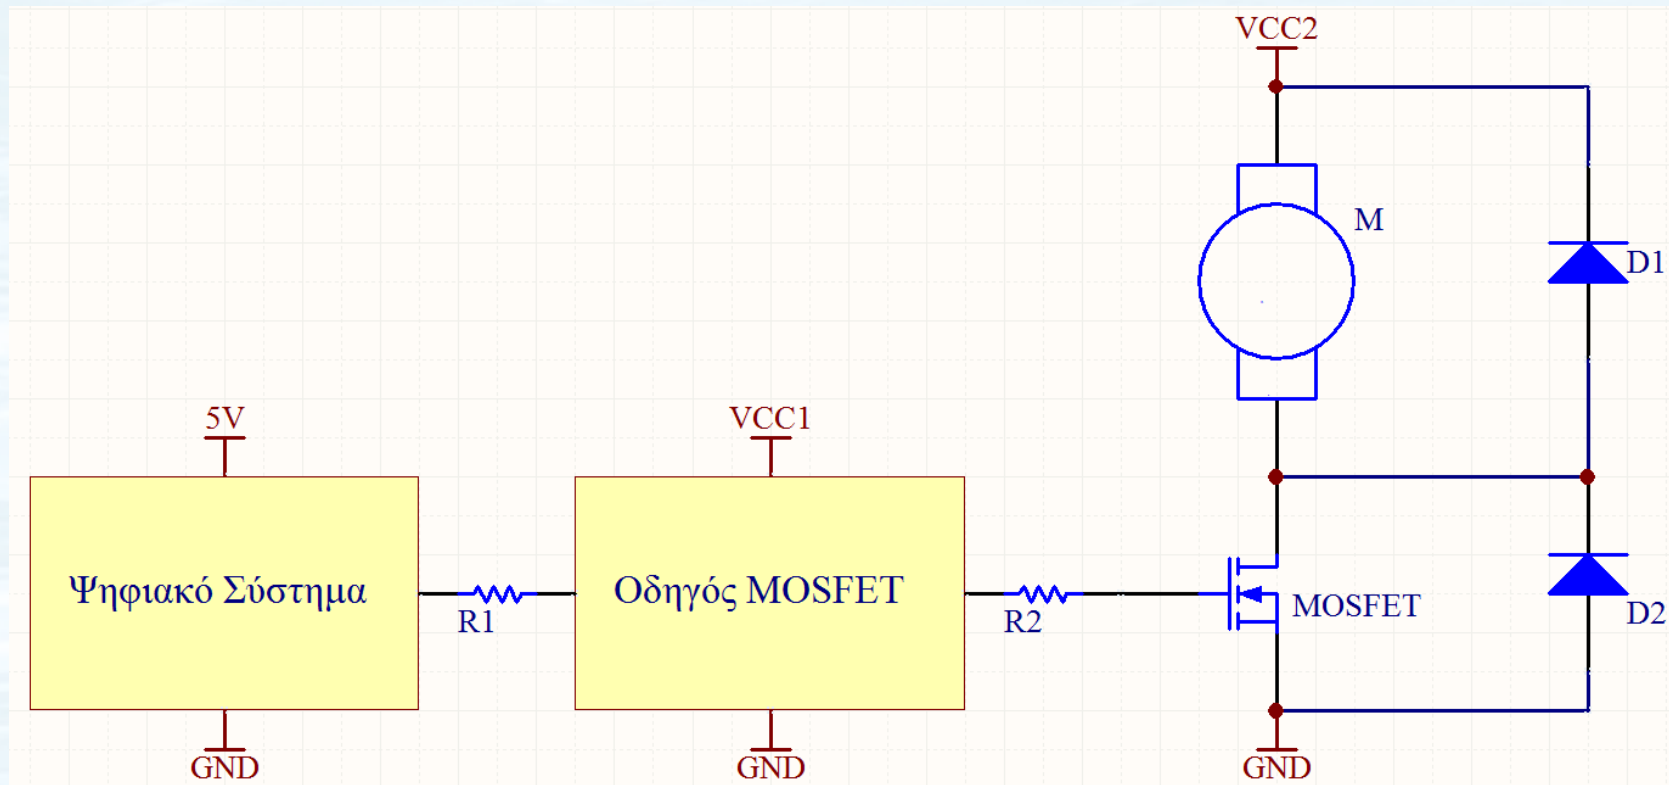 VCC2
M
D1
5V
VCC1
Ψηφιακό Σύστημα
R1
Οδηγός MOSFET
R2
MOSFET
D2
GND
GND
GND